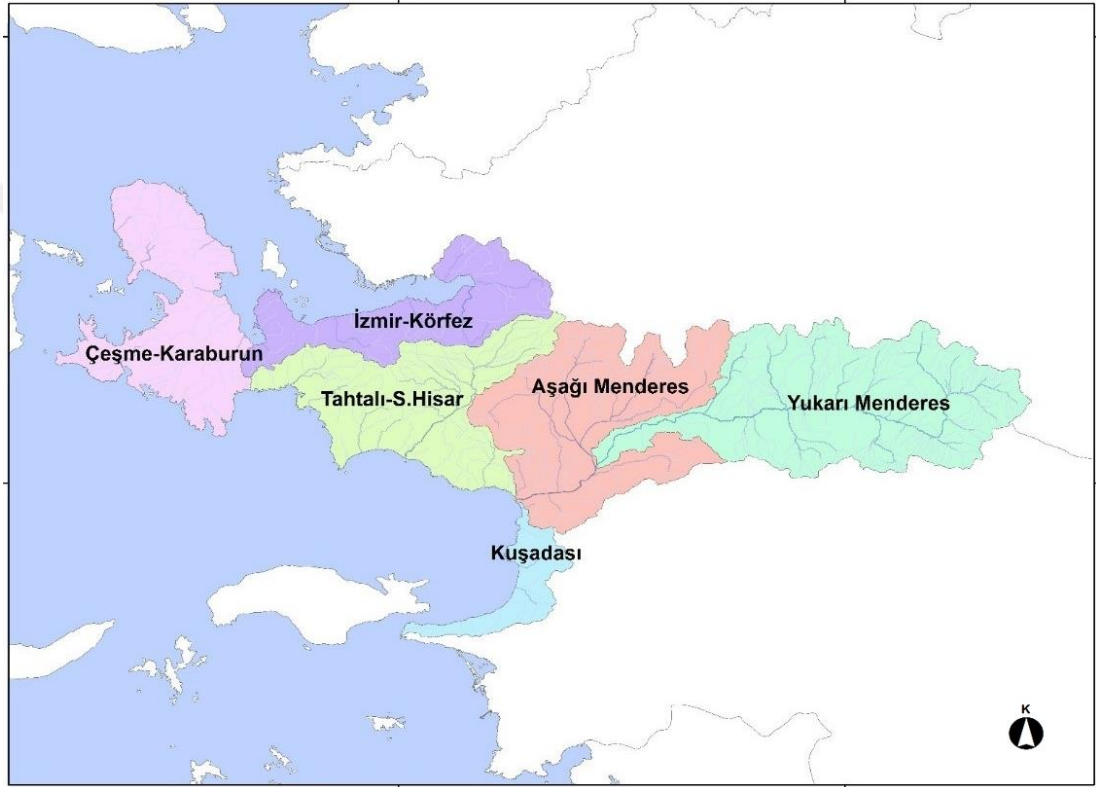 İzmir-Körfez
Çeşme-Karaburun
Tahtalı-S.Hisar
Aşağı Menderes
Yukarı Menderes
Kuşadası
K